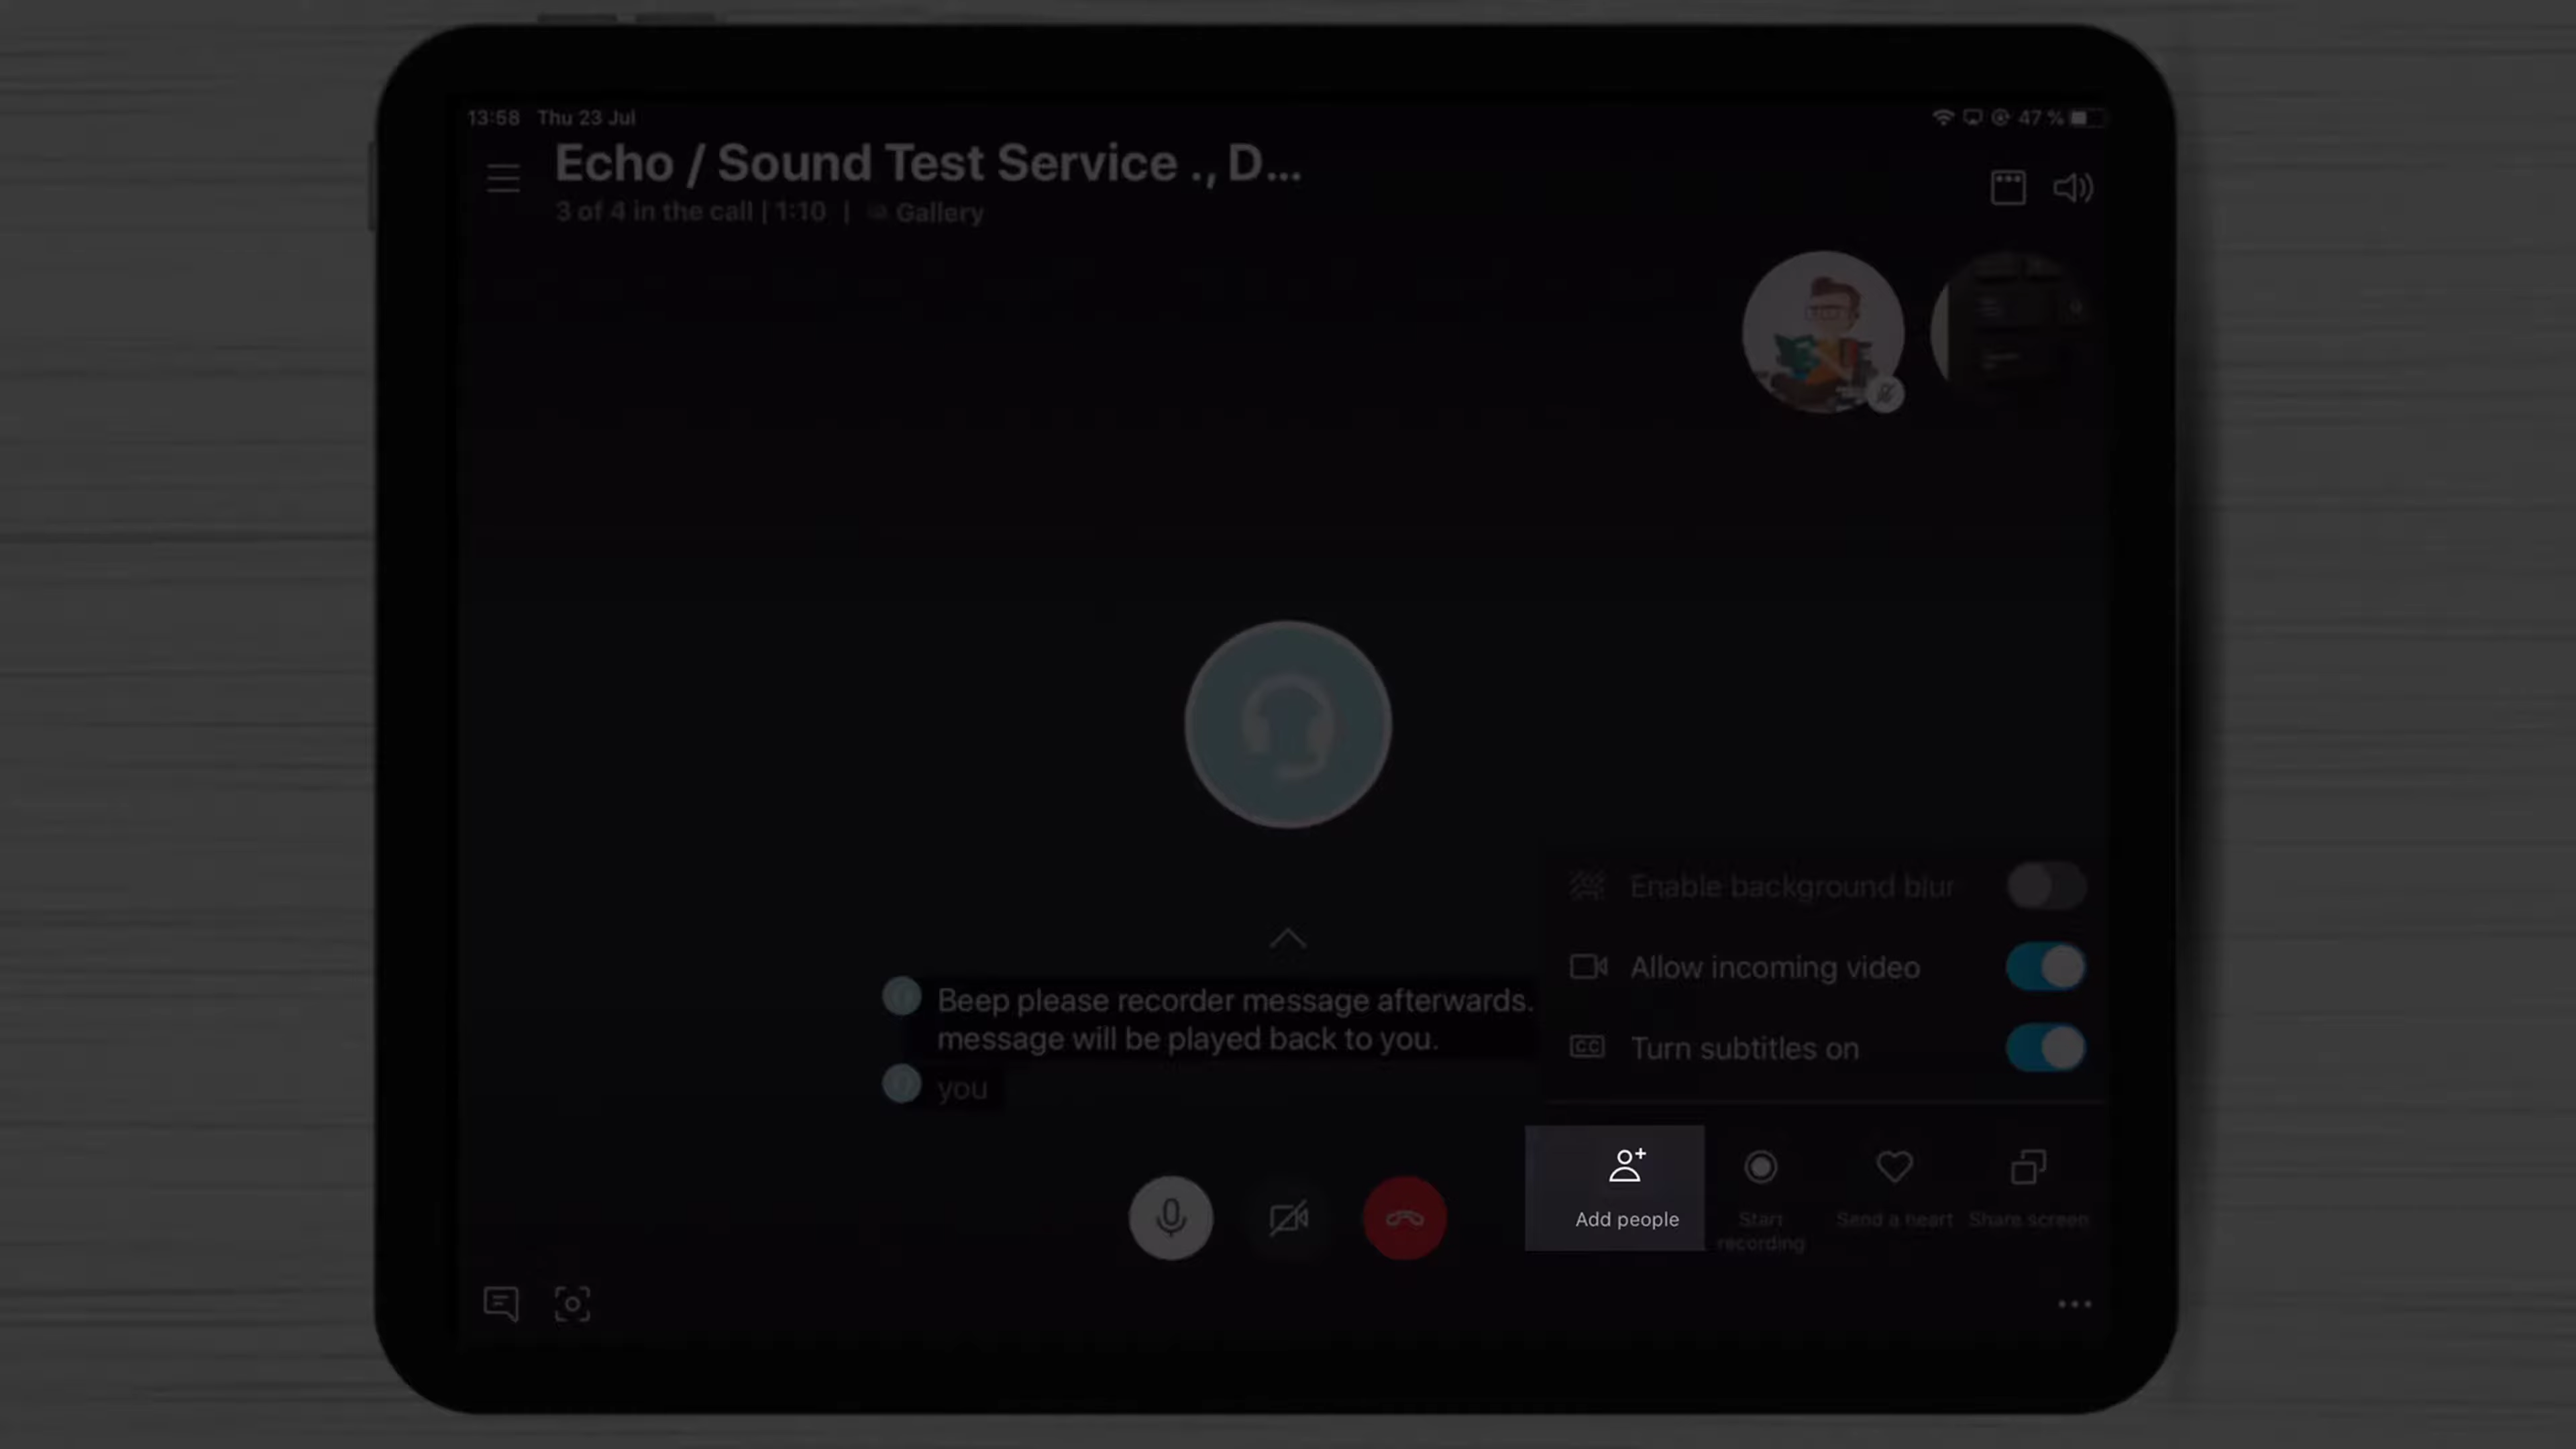 13:58 Thu 23 Jul
47 %
Echo / Sound Test Service ., D...
3 of 4 in the call | 1:10 | Gallery
Enable background blur
Allow incoming video
Beep please recorder message afterwards.
message will be played back to you.
CC Turn subtitles on
you
Add people
Start
recording
Send a heart
Share screen